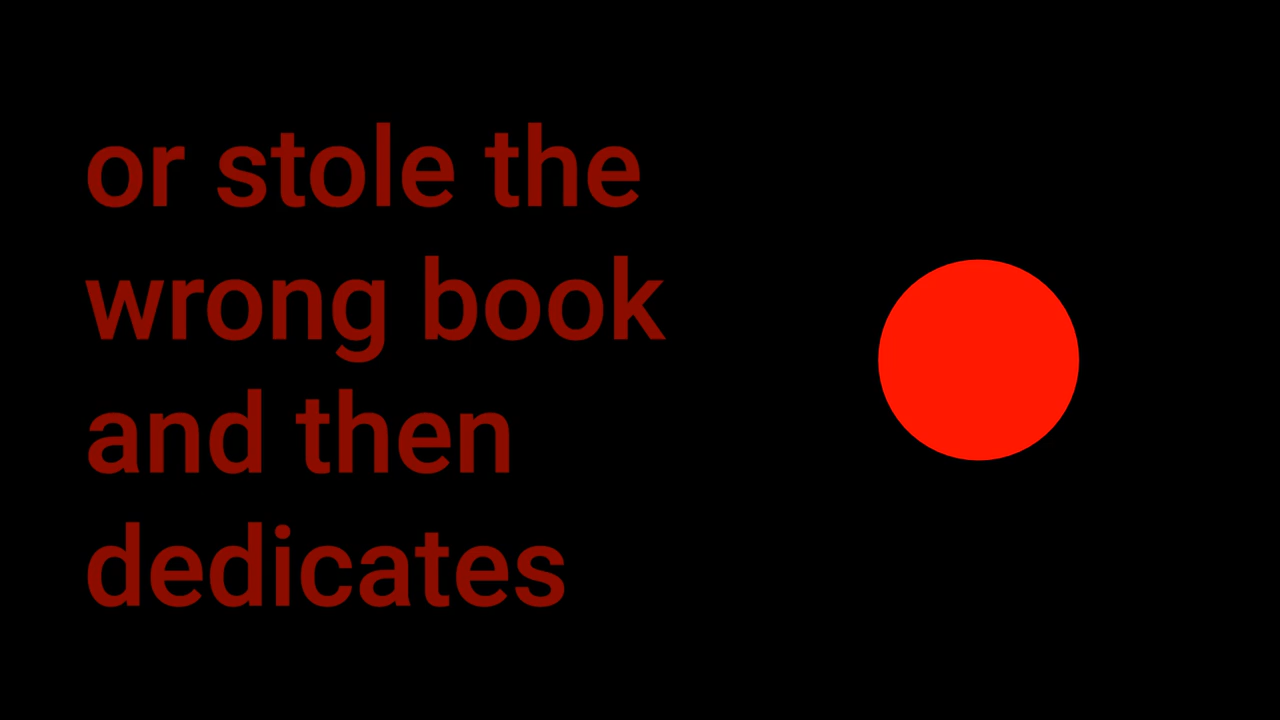 or stole the
wrong book
and then
dedicates